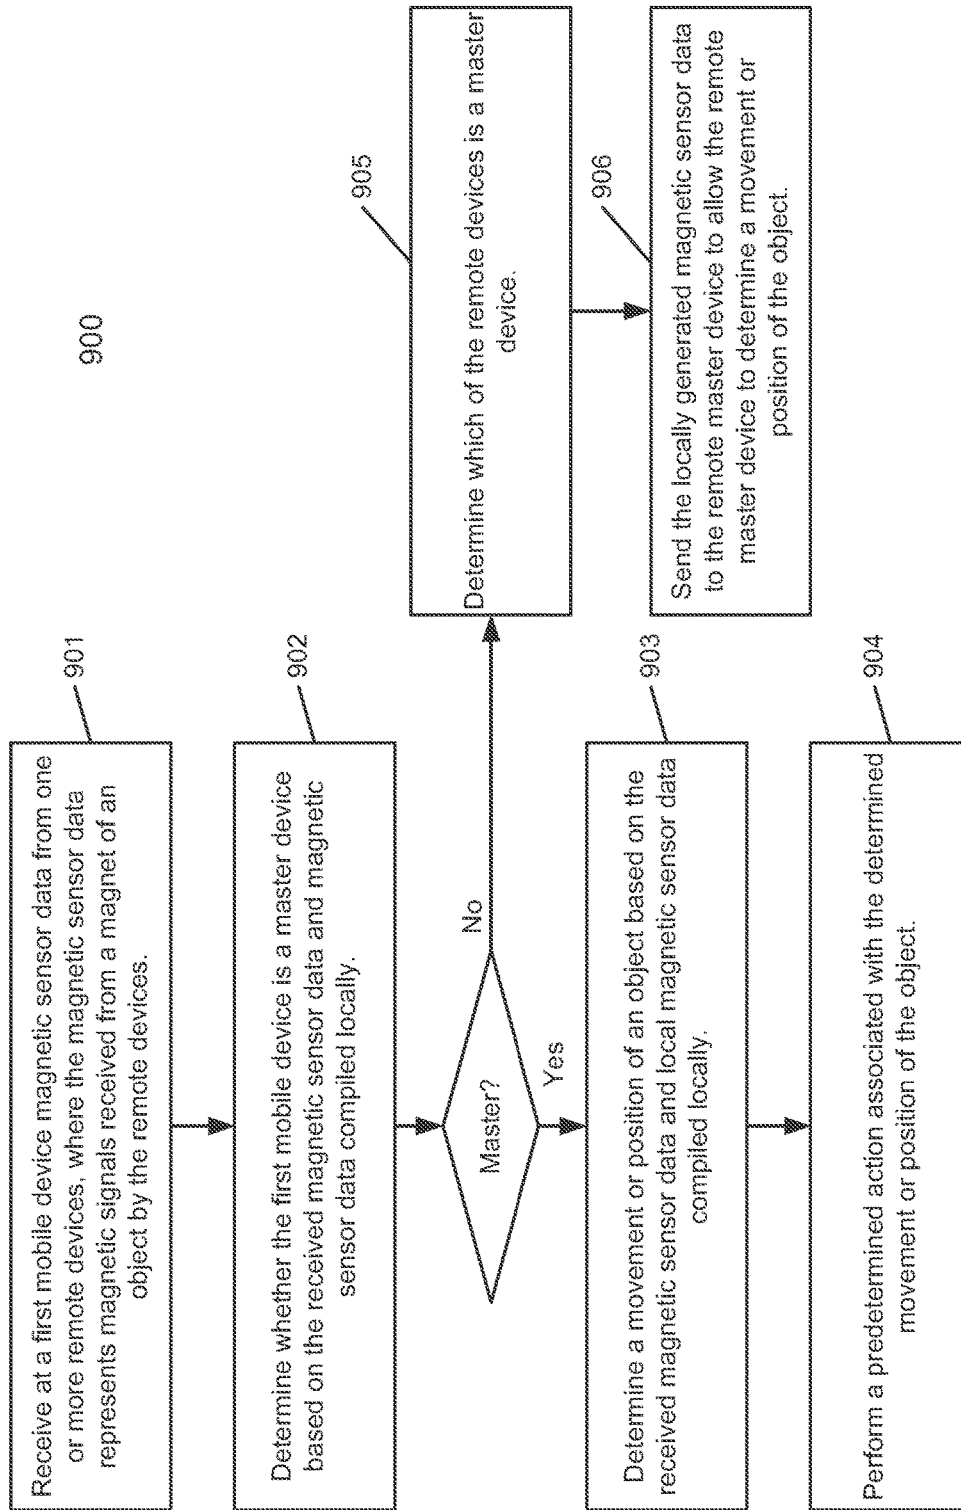 900
Receive at a first mobile device magnetic sensor data from one
or more remote devices, where the magnetic sensor data
represents magnetic signals received from a magnet of an
object by the remote devices.
901
Determine whether the first mobile device is a master device
based on the received magnetic sensor data and magnetic
sensor data compiled locally.
902
Master?
No
Yes
Determine a movement or position of an object based on the
received magnetic sensor data and local magnetic sensor data
compiled locally.
903
Perform a predetermined action associated with the determined
movement or position of the object.
904
Determine which of the remote devices is a master
device.
905
Send the locally generated magnetic sensor data
to the remote master device to allow the remote
master device to determine a movement or
position of the object.
906